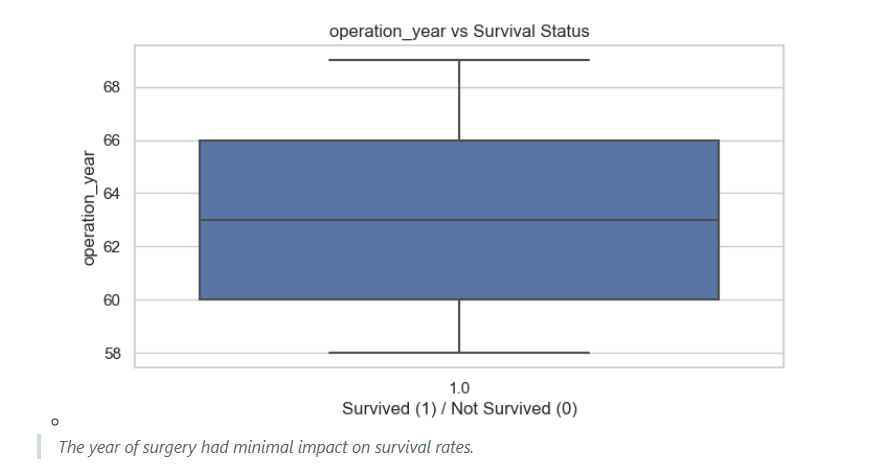 operation_year vs Survival Status
68
66
64
62
60
58
operation_year
1.0
Survived (1) / Not Survived (0)
The year of surgery had minimal impact on survival rates.